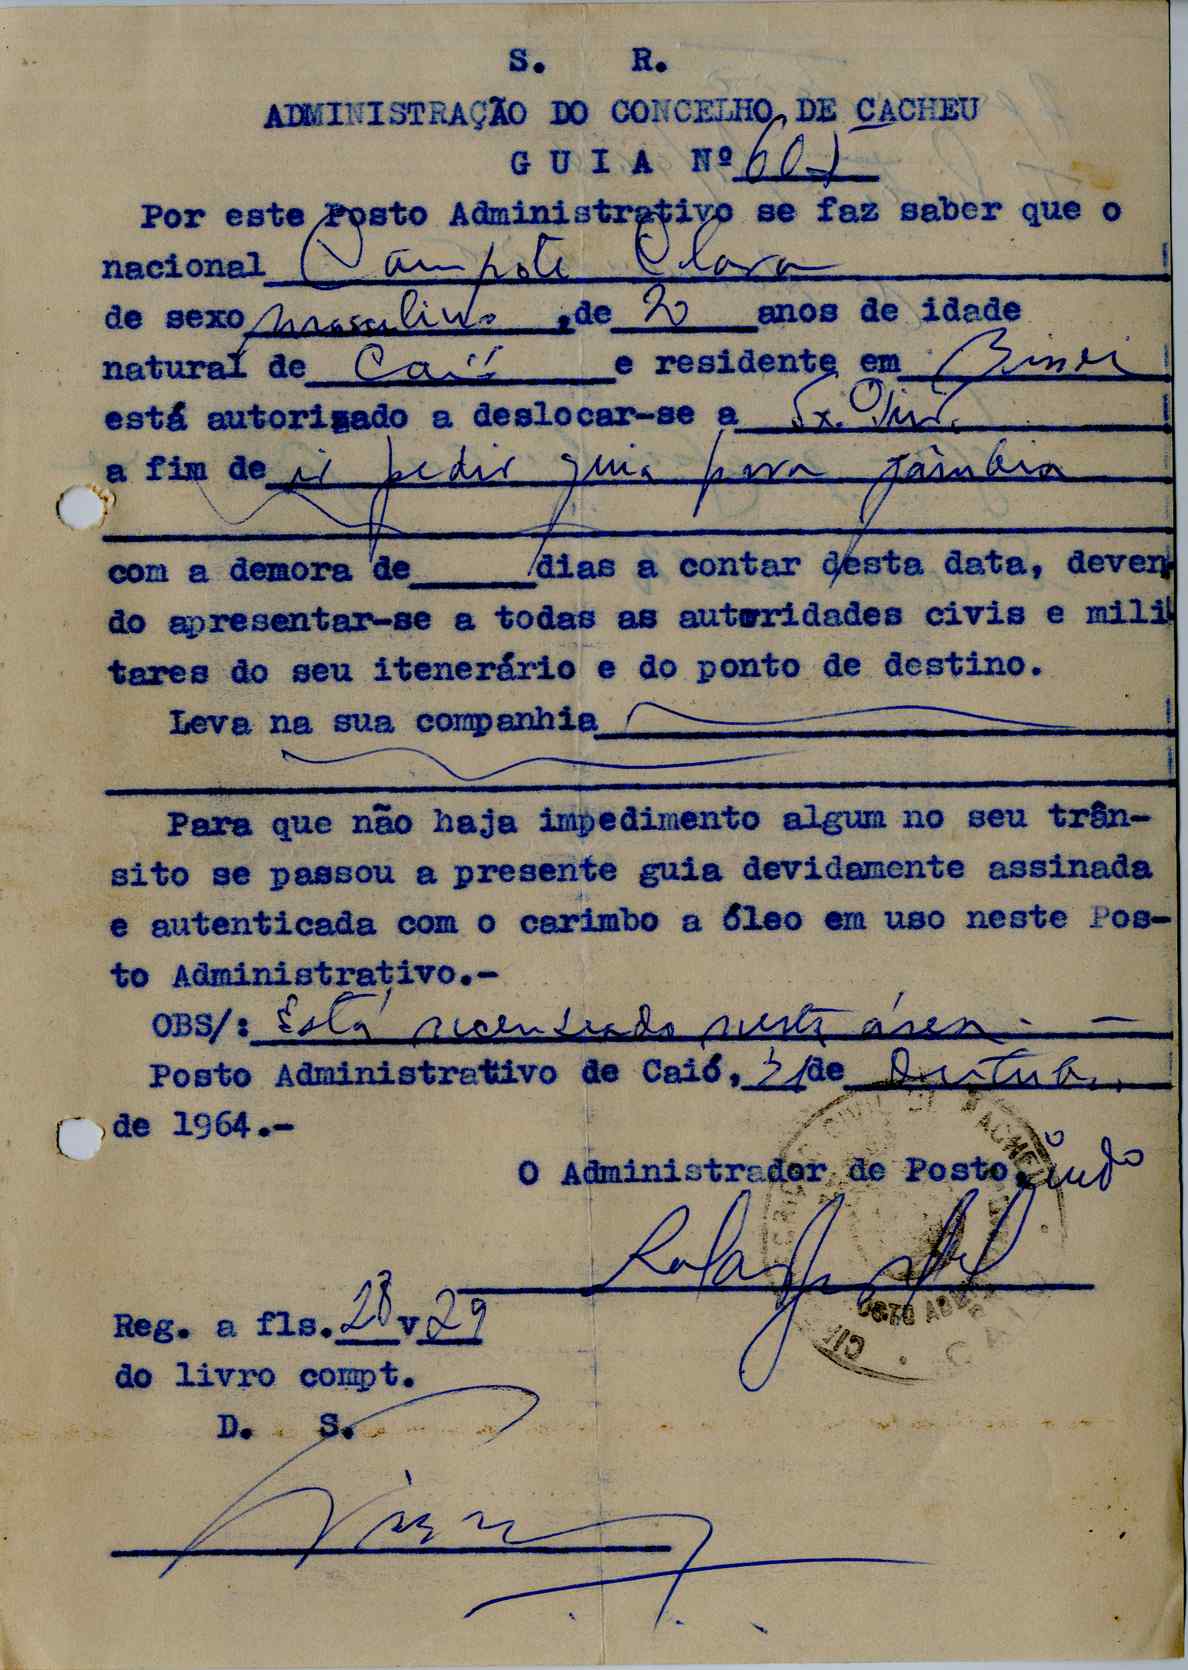 S. R.
ADMINISTRAÇÃO DO CONCELHO DE CACHEU
G U I A Nº 601
Por este Posto Administrativo se faz saber que o
nacional Campote Clara
de sexo masculino, de 20 anos de idade
natural de Caió e residente em
está autorizado a deslocar-se a
a fim de ir pedir guia para Gâmbia
com a demora de dias a contar desta data, deven
do apresentar-se a todas as autoridades civis e mili
tares do seu itenerário e do ponto de destino.
Leva na sua companhia
Para que não haja impedimento algum no seu trân-
sito se passou a presente guia devidamente assinada
e autenticada com o carimbo a óleo em uso neste Pos-
to Administrativo.-
OBS/: Está recenseado nesta área. -
Posto Administrativo de Caió, 31 de Outubro
de 1964.-
O Administrador de Posto,
Reg. a fls. 28 v 29
do livro compt.
D. S.